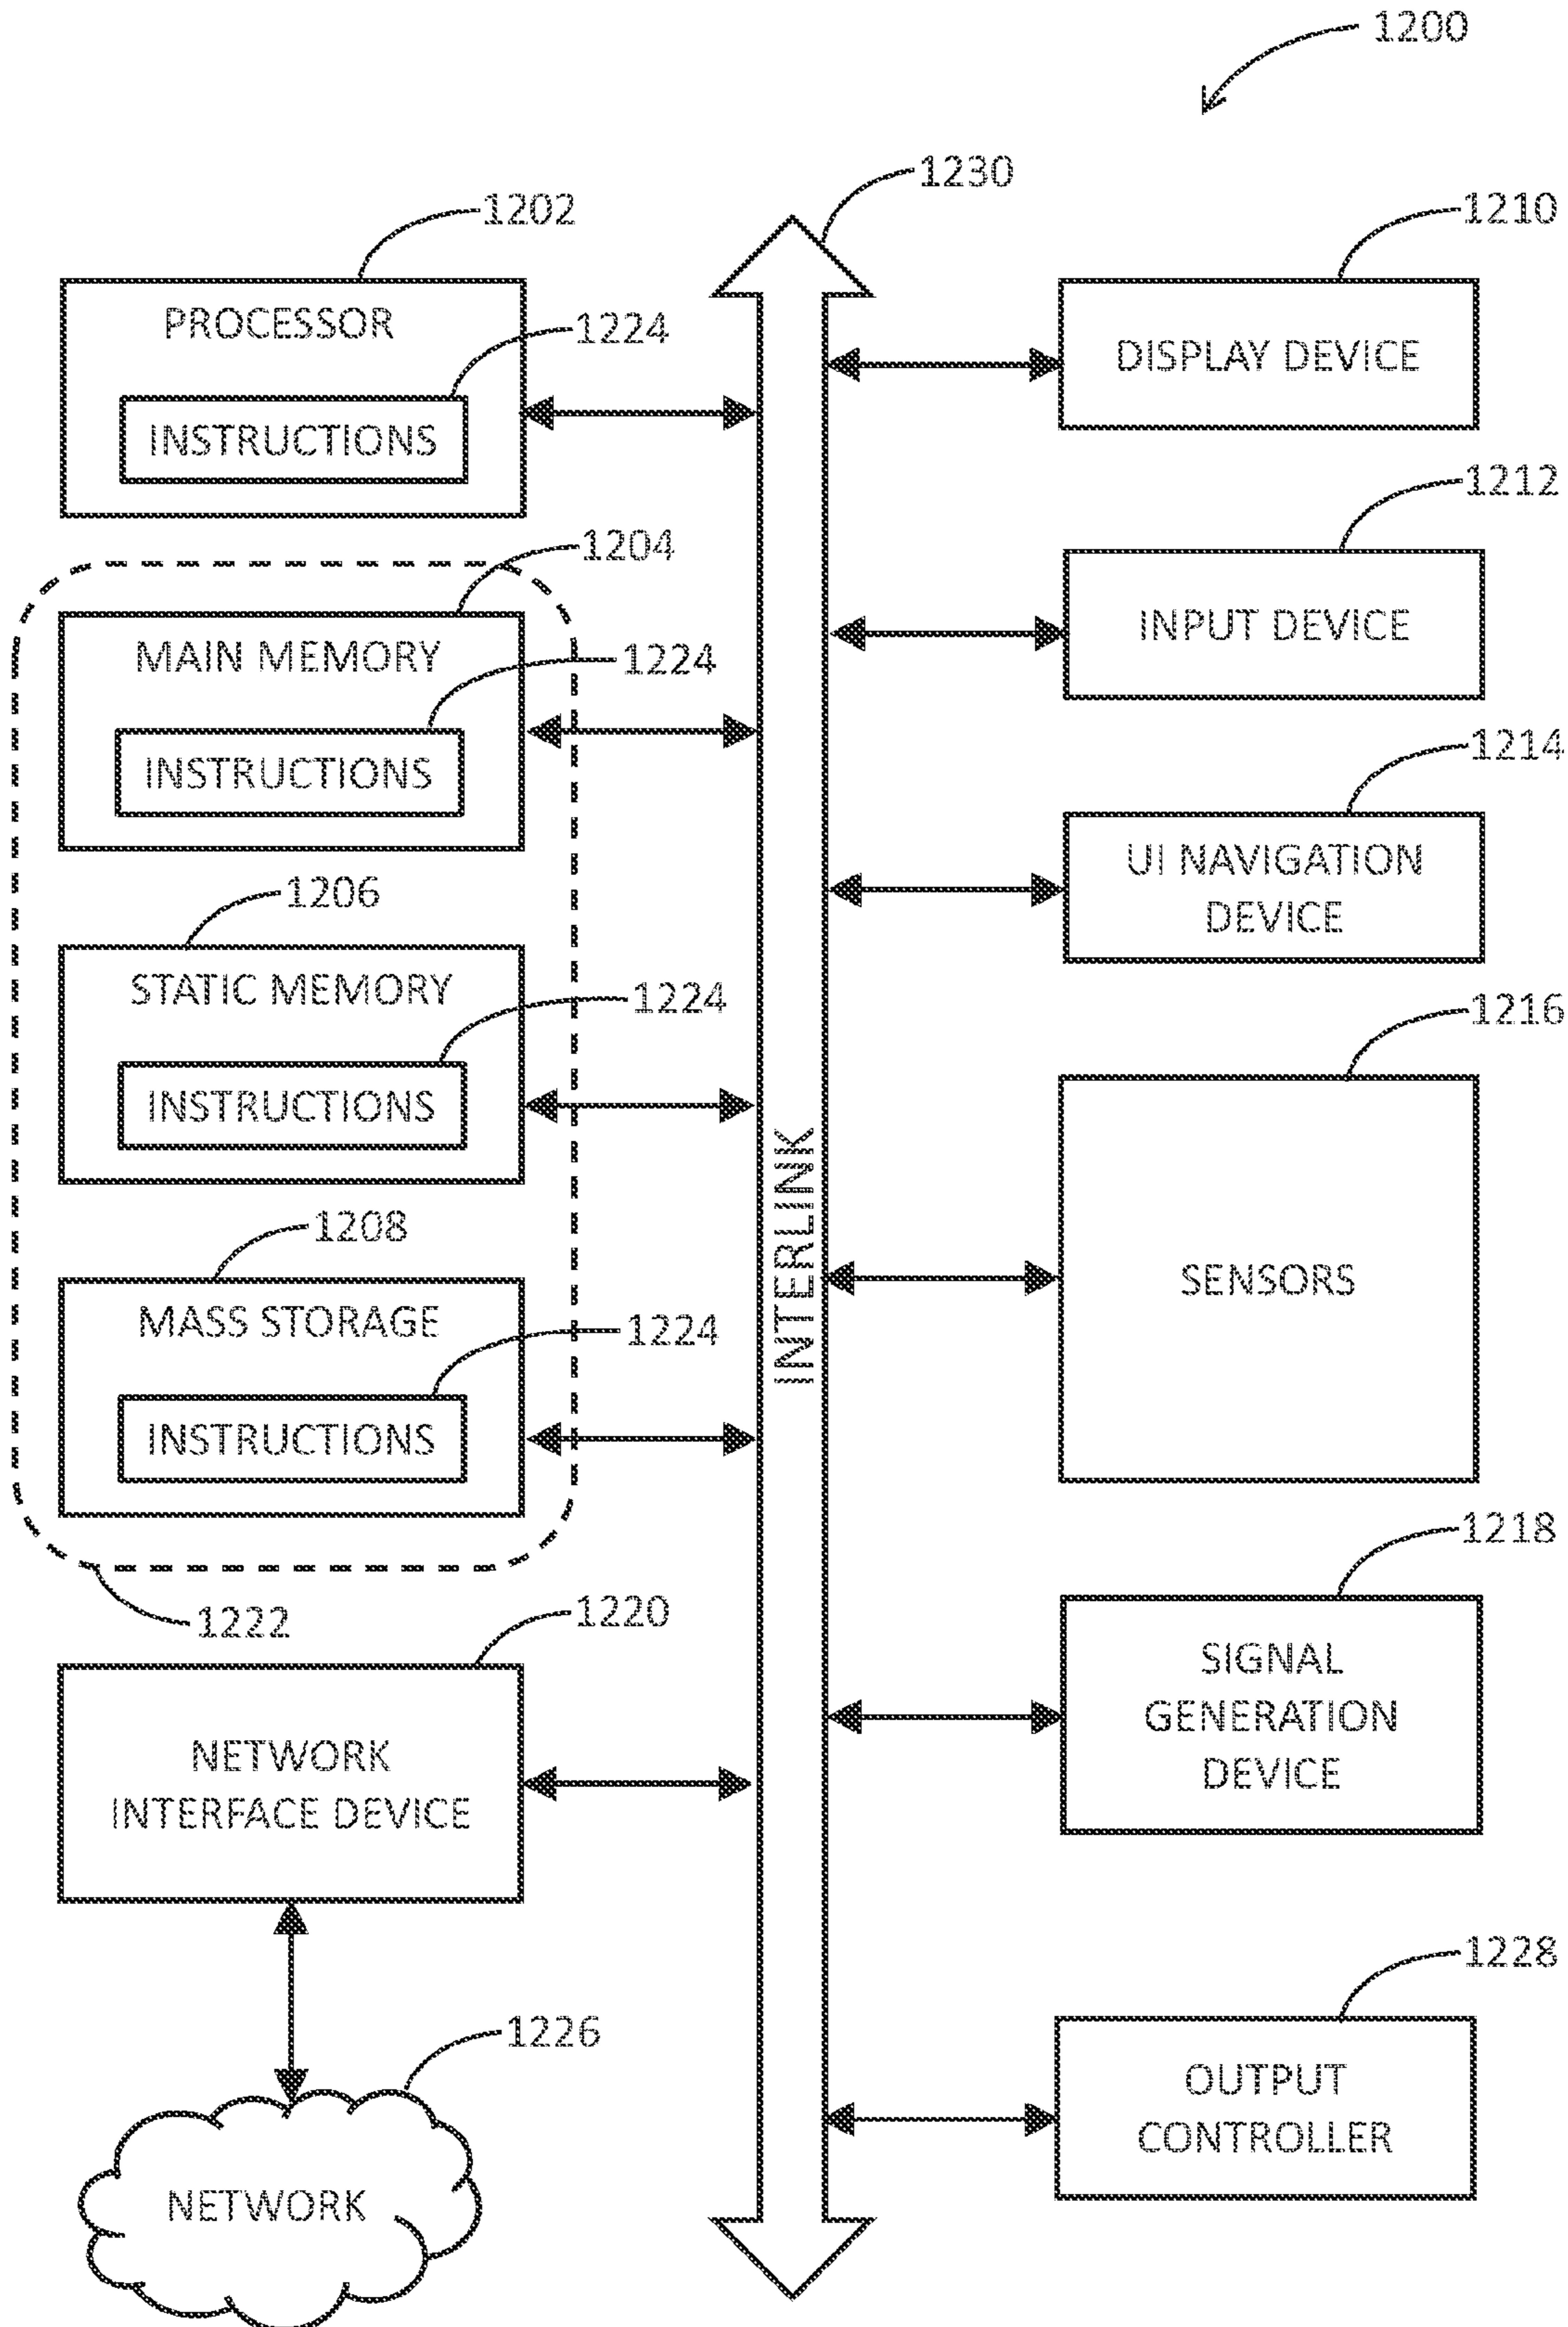 1200
1230
1202
PROCESSOR
1224
INSTRUCTIONS
1204
MAIN MEMORY
1224
INSTRUCTIONS
1206
STATIC MEMORY
1224
INSTRUCTIONS
1208
MASS STORAGE
1224
INSTRUCTIONS
1222
1220
NETWORK
INTERFACE DEVICE
1226
NETWORK
INTERLINK
1210
DISPLAY DEVICE
1212
INPUT DEVICE
1214
UI NAVIGATION
DEVICE
1216
SENSORS
1218
SIGNAL
GENERATION
DEVICE
1228
OUTPUT
CONTROLLER